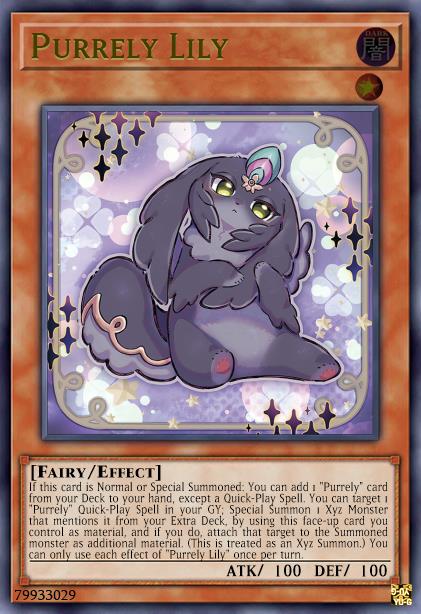 PURRELY LILY
DARK
闇
[FAIRY/EFFECT]
If this card is Normal or Special Summoned: You can add 1 "Purrely"
card from your Deck to your hand, except a Quick-Play Spell. You can target 1
"Purrely" Quick-Play Spell in your GY; Special Summon 1 Xyz Monster
that mentions it from your Extra Deck, by using this face-up card you
control as material, and if you do, attach that target to the Summoned
monster as additional material. (This is treated as an Xyz Summon.) You
can only use each effect of "Purrely Lily" once per turn.
ATK/ 100 DEF/ 100
79933029